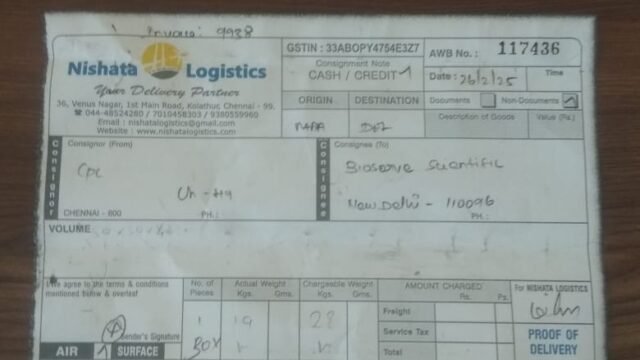 Invoice: 9938
Nishata Logistics
Your Delivery Partner
36, Venus Nagar, 1st Main Road, Kolathur, Chennai - 99.
☎ 044-48524280 / 7010458303 / 9380559960
Email : nishatalogistics@gmail.com
Website : www.nishatalogistics.com
GSTIN : 33ABOPY4754E3Z7
Consignment Note
CASH / CREDIT
AWB No. : 117436
Date : 26/2/25
Time
ORIGIN
DESTINATION
Documents
Non-Documents
Description of Goods
Value (Rs.)
Consignor
Consignor (From)
CPC
CHENNAI - 600
PH.:
Consignee
Consignee (To)
Bioserve Scientific
New Delhi - 110096
PH.:
VOLUME
I/We agree to the terms & conditions
mentioned below & overleaf
Sender's Signature
AIR
SURFACE
No. of Pieces
Actual Weight
Kgs. Gms.
Chargeable Weight
Kgs. Gms.
1
19
28
Box
AMOUNT CHARGED
Rs. Ps.
Freight
Service Tax
Total
For NISHATA LOGISTICS
PROOF OF
DELIVERY